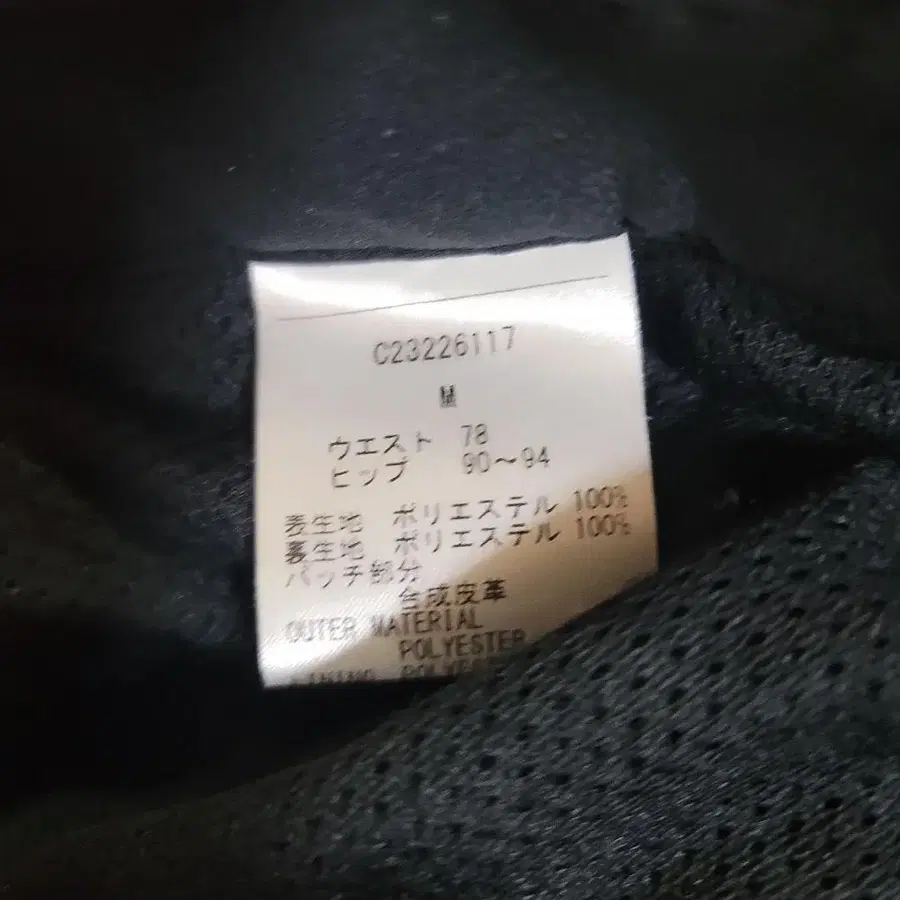 C23226117
M
ウエスト 78
ヒップ 90～94
表生地 ポリエステル 100%
裏生地 ポリエステル 100%
パッチ部分
合成皮革
OUTER MATERIAL
POLYESTER
LINING POLYESTER